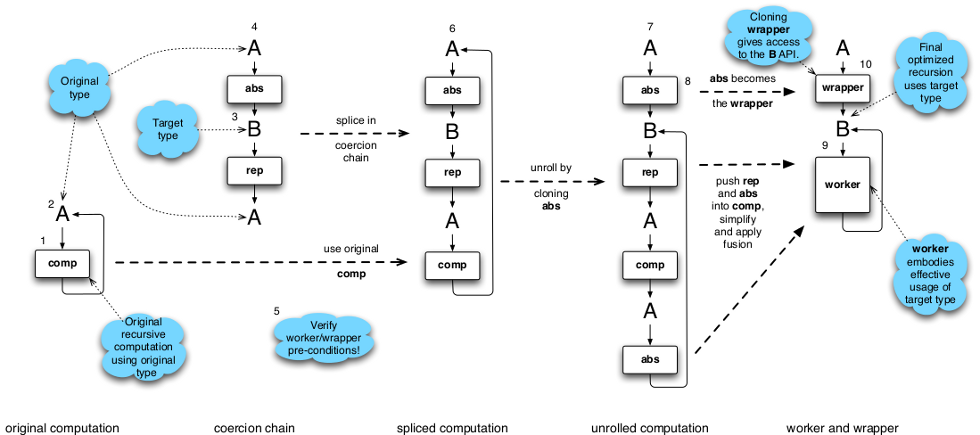 4
A
abs
3
B
rep
A
coercion chain
Original
type
Target
type
2
A
1
comp
Original
recursive
computation
using original
type
original computation
5
Verify
worker/wrapper
pre-conditions!
splice in
coercion
chain
use original
comp
6
A
abs
B
rep
A
comp
spliced computation
unroll by
cloning
abs
7
A
8
abs
B
rep
A
comp
A
abs
unrolled computation
abs becomes
the wrapper
push rep
and abs
into comp,
simplify
and apply
fusion
Cloning
wrapper
gives access
to the B API.
A
10
wrapper
B
9
worker
Final
optimized
recursion
uses target
type
worker
embodies
effective
usage of
target type
worker and wrapper